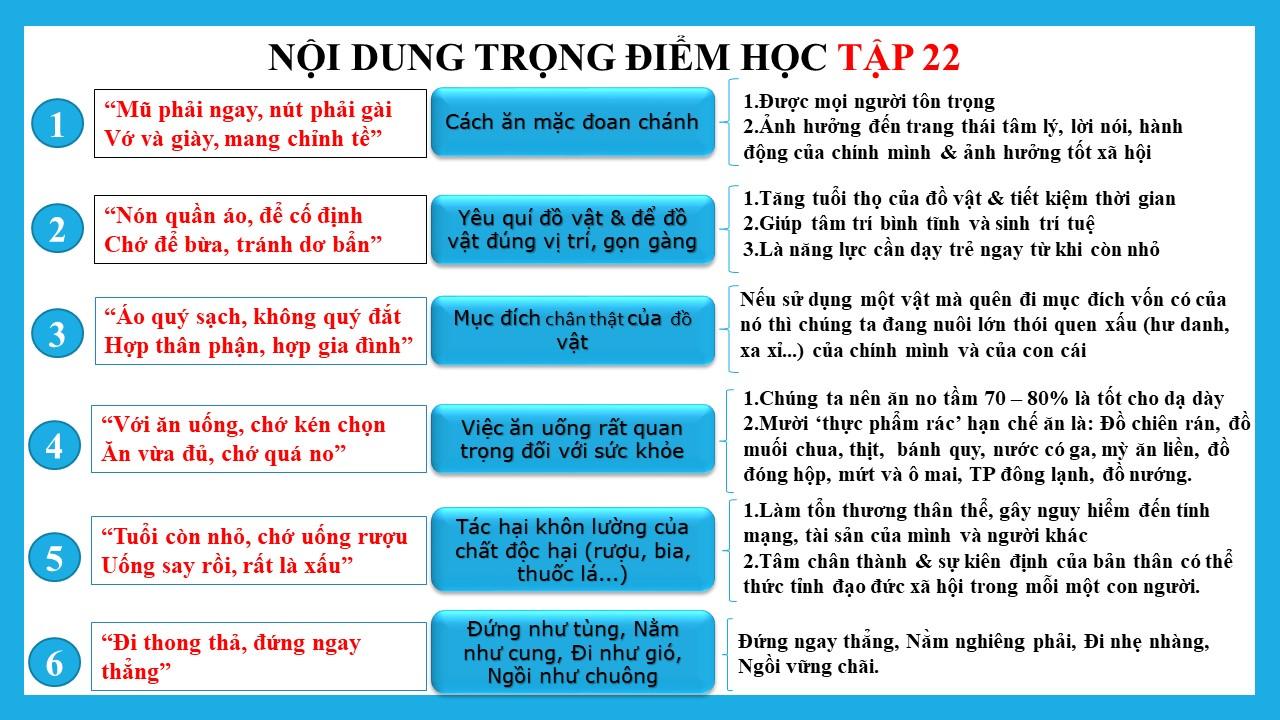 NỘI DUNG TRỌNG ĐIỂM HỌC TẬP 22
1
“Mũ phải ngay, nút phải gài
Vớ và giày, mang chỉnh tề”
Cách ăn mặc đoan chánh
1.Được mọi người tôn trọng
2.Ảnh hưởng đến trang thái tâm lý, lời nói, hành
động của chính mình & ảnh hưởng tốt xã hội
2
“Nón quần áo, để cố định
Chớ để bừa, tránh dơ bẩn”
Yêu quí đồ vật & để đồ
vật đúng vị trí, gọn gàng
1.Tăng tuổi thọ của đồ vật & tiết kiệm thời gian
2.Giúp tâm trí bình tĩnh và sinh trí tuệ
3.Là năng lực cần dạy trẻ ngay từ khi còn nhỏ
3
“Áo quý sạch, không quý đắt
Hợp thân phận, hợp gia đình”
Mục đích chân thật của đồ
vật
Nếu sử dụng một vật mà quên đi mục đích vốn có của
nó thì chúng ta đang nuôi lớn thói quen xấu (hư danh,
xa xỉ...) của chính mình và của con cái
4
“Với ăn uống, chớ kén chọn
Ăn vừa đủ, chớ quá no”
Việc ăn uống rất quan
trọng đối với sức khỏe
1.Chúng ta nên ăn no tầm 70 – 80% là tốt cho dạ dày
2.Mười ‘thực phẩm rác’ hạn chế ăn là: Đồ chiên rán, đồ
muối chua, thịt, bánh quy, nước có ga, mỳ ăn liền, đồ
đóng hộp, mứt và ô mai, TP đông lạnh, đồ nướng.
5
“Tuổi còn nhỏ, chớ uống rượu
Uống say rồi, rất là xấu”
Tác hại khôn lường của
chất độc hại (rượu, bia,
thuốc lá...)
1.Làm tổn thương thân thể, gây nguy hiểm đến tính
mạng, tài sản của mình và người khác
2.Tâm chân thành & sự kiên định của bản thân có thể
thức tỉnh đạo đức xã hội trong mỗi một con người.
6
“Đi thong thả, đứng ngay
thẳng”
Đứng như tùng, Nằm
như cung, Đi như gió,
Ngồi như chuông
Đứng ngay thẳng, Nằm nghiêng phải, Đi nhẹ nhàng,
Ngồi vững chãi.